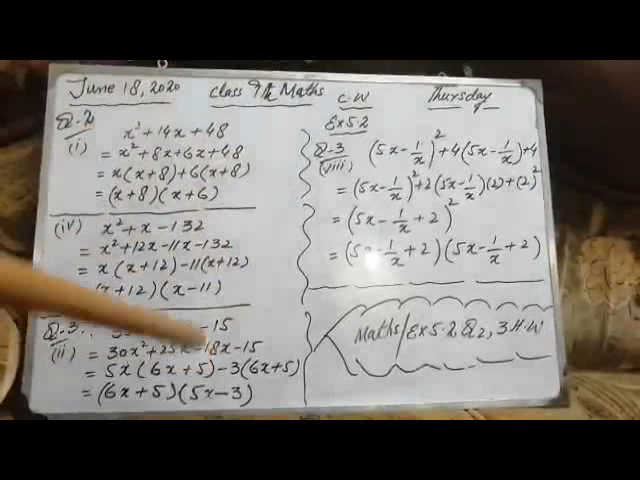 June 18, 2020 Class 9th Maths C.W Thursday
Ex 5.2
Q.2
(i) x² + 14x + 48
= x² + 8x + 6x + 48
= x(x + 8) + 6(x + 8)
= (x + 8)(x + 6)
(iv) x² + x - 132
= x² + 12x - 11x - 132
= x(x + 12) - 11(x + 12)
(x + 12)(x - 11)
Q.3
(ii) - 15
= 30x² + 25x - 18x - 15
= 5x(6x + 5) - 3(6x + 5)
= (6x + 5)(5x - 3)
Q-3
(viii) (5x - 1/x)² + 4(5x - 1/x) + 4
= (5x - 1/x)² + 2(5x - 1/x)(2) + (2)²
= (5x - 1/x + 2)²
= (5x - 1/x + 2)(5x - 1/x + 2)
Maths/Ex 5.2 Q2, 3 H.W